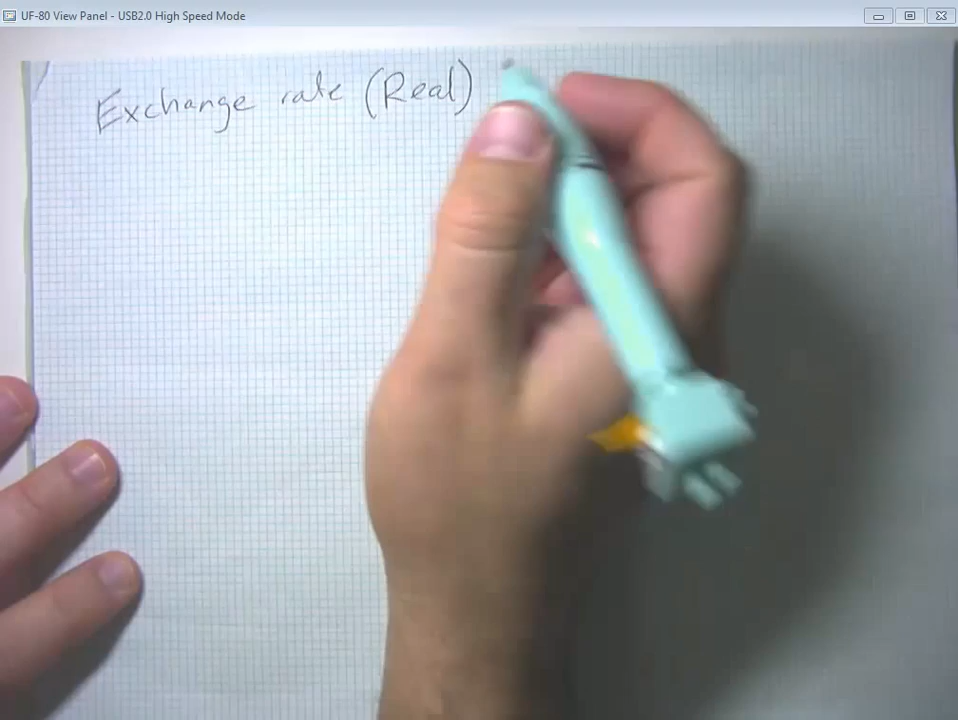 UF-80 View Panel - USB2.0 High Speed Mode
Exchange rate (Real)